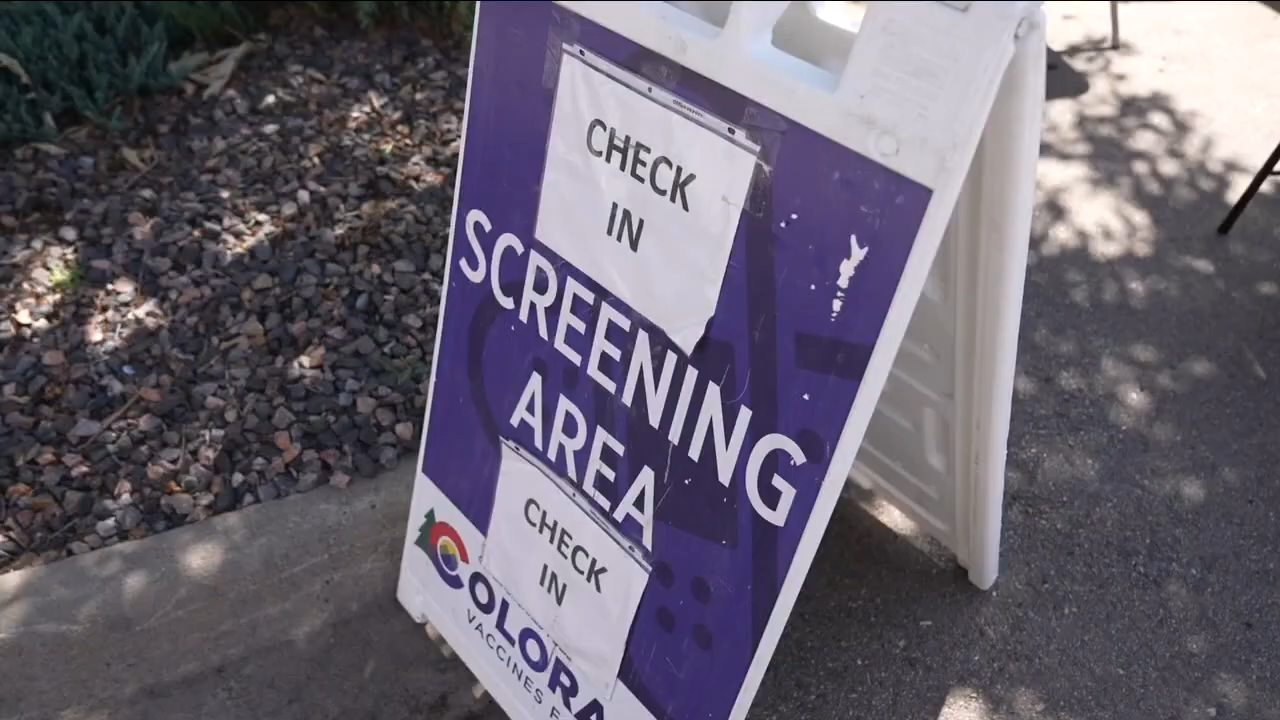 CHECK
IN
SCREENING
AREA
CHECK
IN
COLORA
VACCINES F